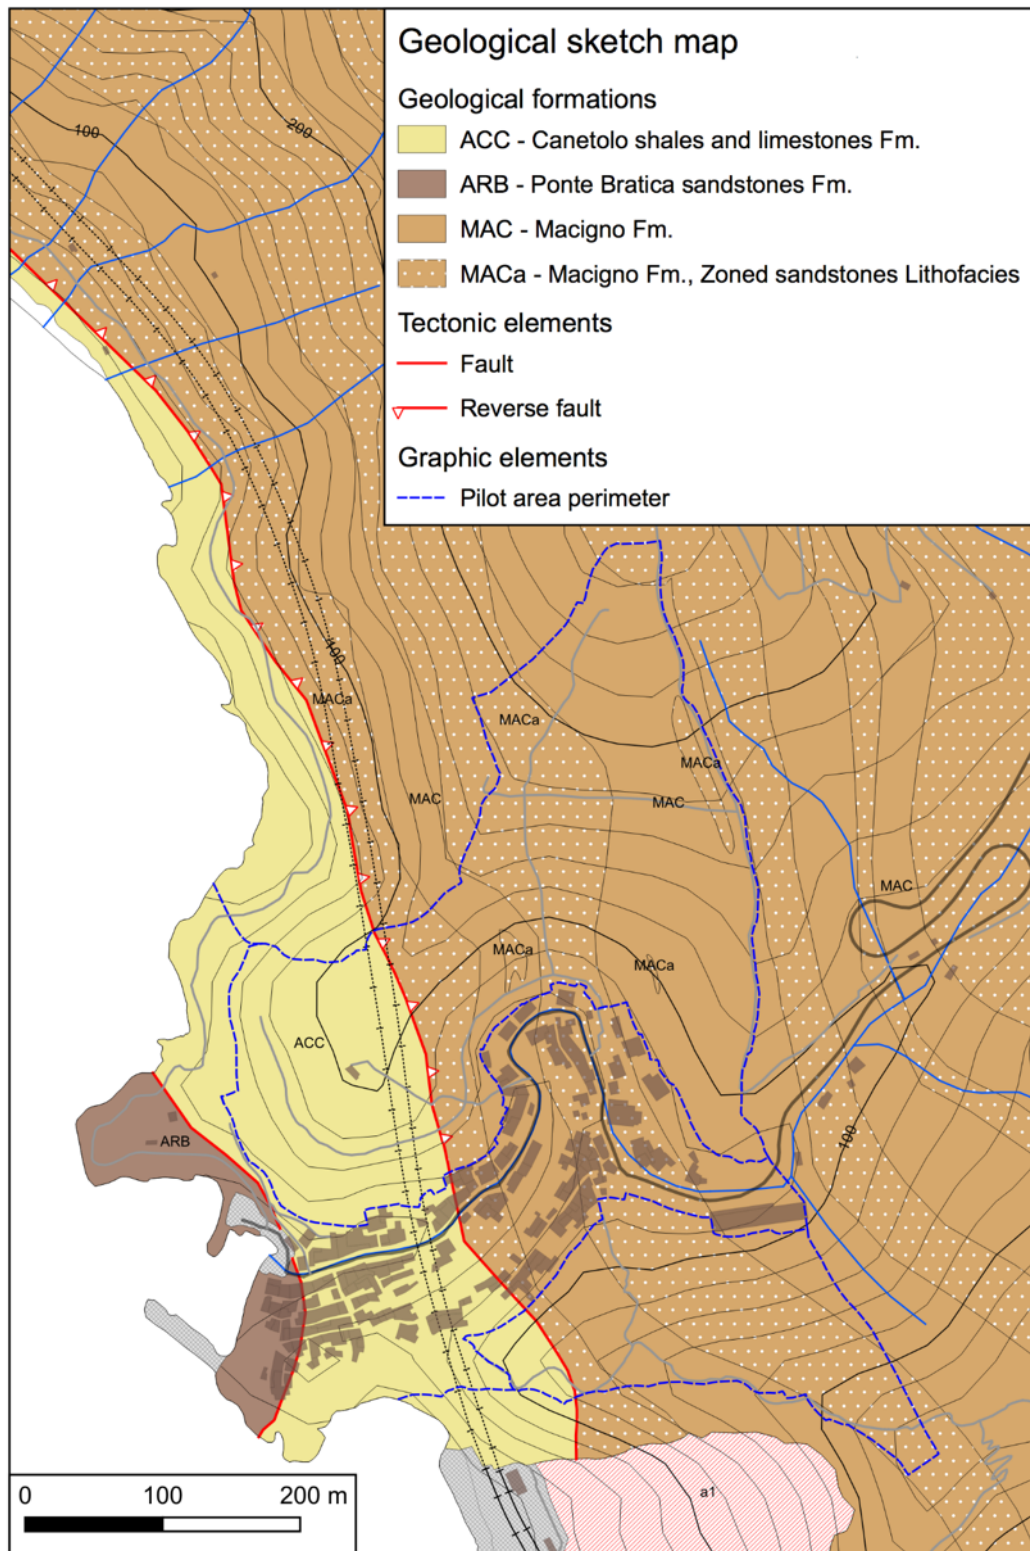 Geological sketch map
Geological formations
ACC - Canetolo shales and limestones Fm.
ARB - Ponte Bratica sandstones Fm.
MAC - Macigno Fm.
MACa - Macigno Fm., Zoned sandstones Lithofacies
Tectonic elements
Fault
Reverse fault
Graphic elements
Pilot area perimeter
100
200
100
MACa
MACa
MACa
MAC
MAC
MAC
MACa
MACa
ACC
100
ARB
a1
0 100 200 m